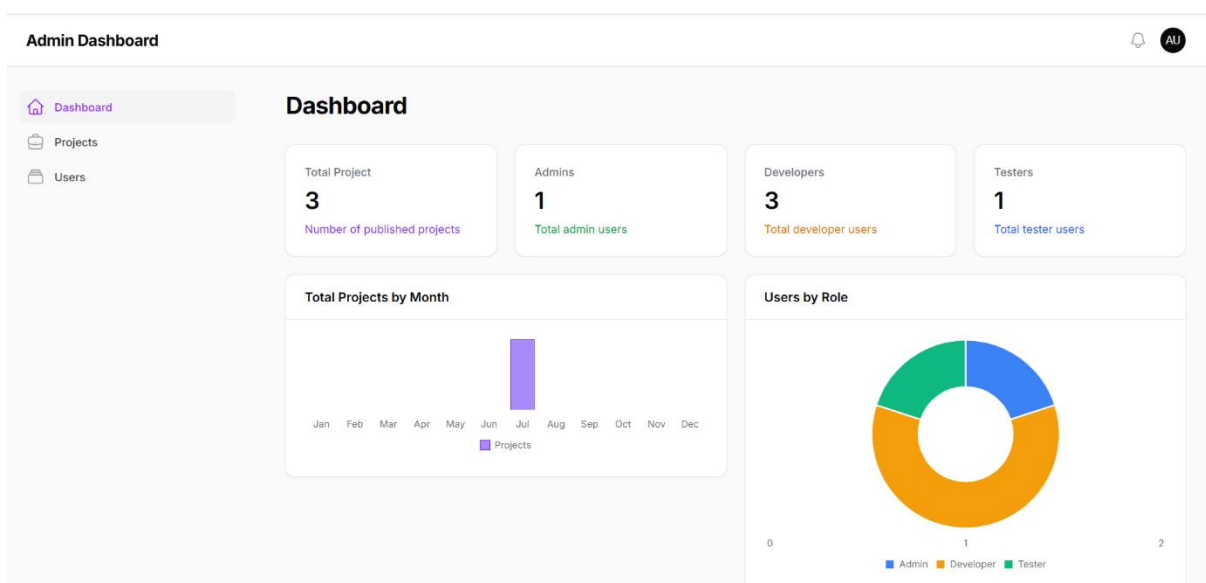 Admin Dashboard
AU
Dashboard
Projects
Users
Dashboard
Total Project
3
Number of published projects
Admins
1
Total admin users
Developers
3
Total developer users
Testers
1
Total tester users
Total Projects by Month
Jan Feb Mar Apr May Jun Jul Aug Sep Oct Nov Dec
Projects
Users by Role
0 1 2
Admin Developer Tester